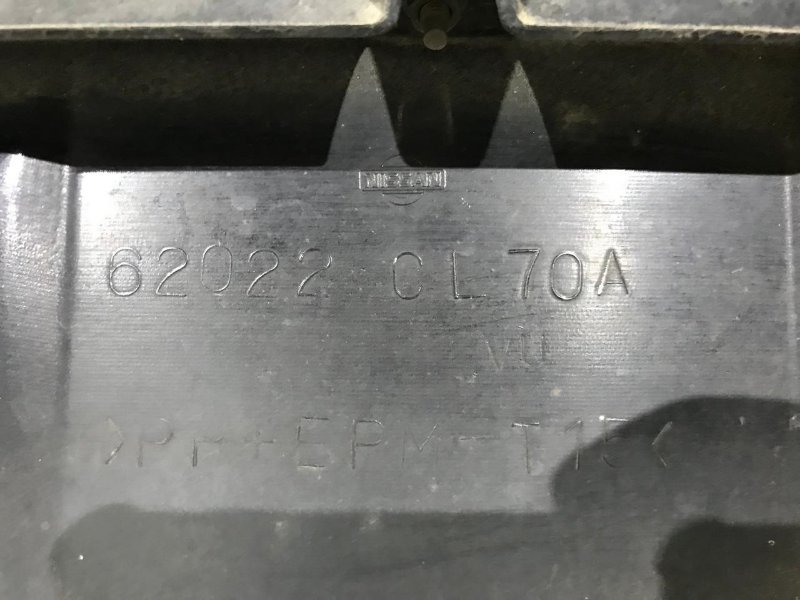 NISSAN
62022 CL70A
>PP+EPM-T15<